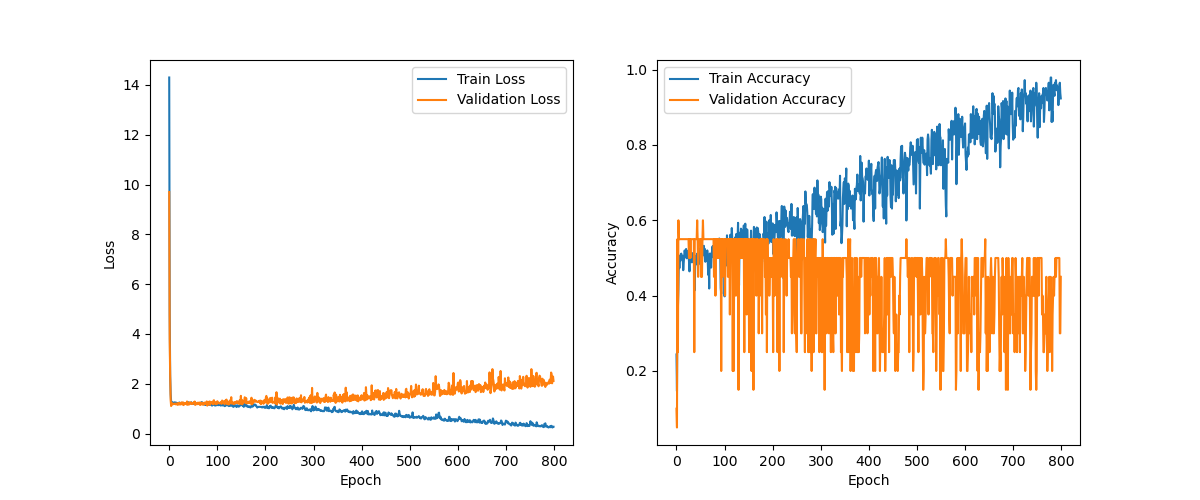 14
12
10
8
6
4
2
0
Loss
0 100 200 300 400 500 600 700 800
Epoch
Train Loss
Validation Loss
1.0
0.8
0.6
0.4
0.2
Accuracy
0 100 200 300 400 500 600 700 800
Epoch
Train Accuracy
Validation Accuracy